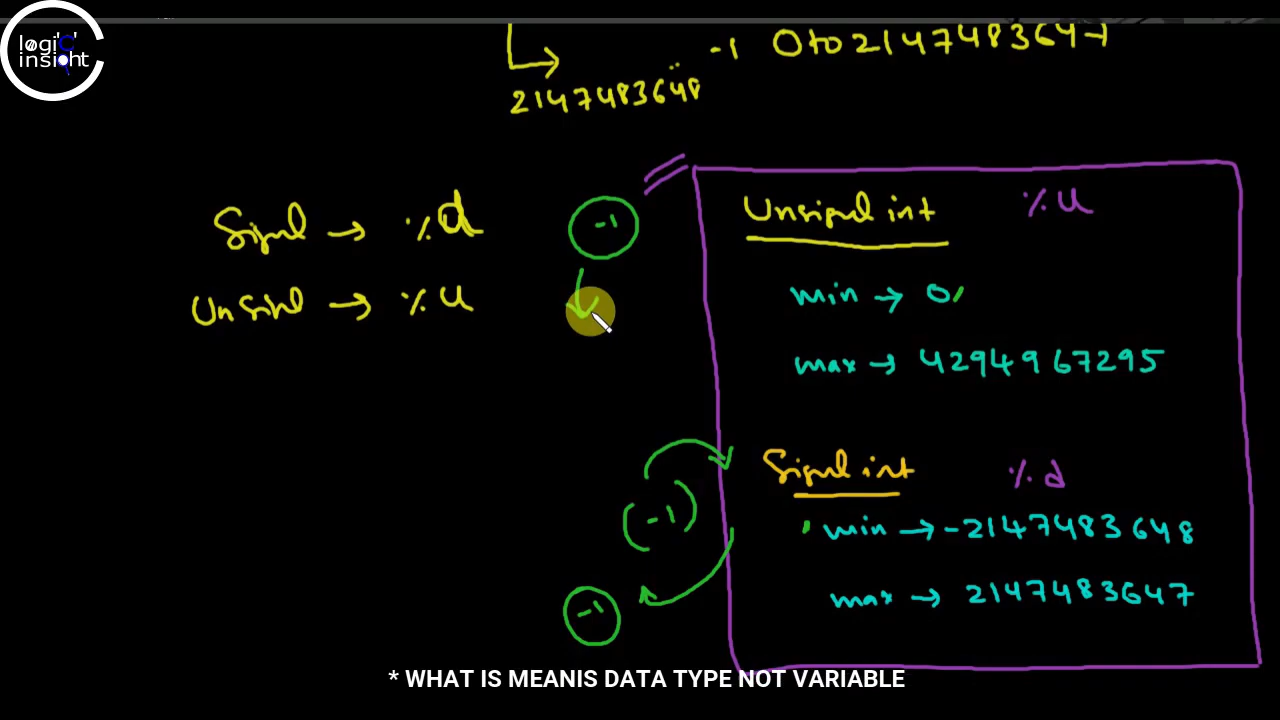 logi'C'
insight
-1 0 to 2147483647
2147483648
Signed → %d
-1
Unsigned int %u
Unsigned → %u
min → 0
max → 4294967295
Signed int %d
(-1)
min → -2147483648
max → 2147483647
-1
* WHAT IS MEANIS DATA TYPE NOT VARIABLE